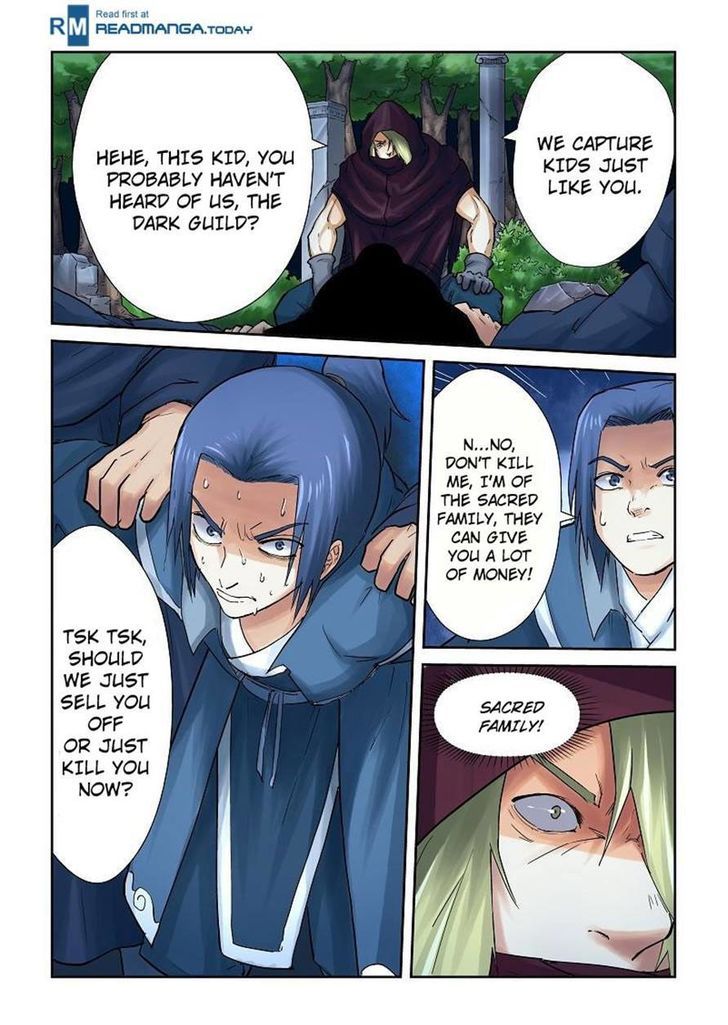 Read first at
RM READMANGA.TODAY
HEHE, THIS KID, YOU
PROBABLY HAVEN'T
HEARD OF US, THE
DARK GUILD?
WE CAPTURE
KIDS JUST
LIKE YOU.
TSK TSK,
SHOULD
WE JUST
SELL YOU
OFF
OR JUST
KILL YOU
NOW?
N...NO,
DON'T KILL
ME, I'M OF
THE SACRED
FAMILY, THEY
CAN GIVE
YOU A LOT
OF MONEY!
SACRED
FAMILY!